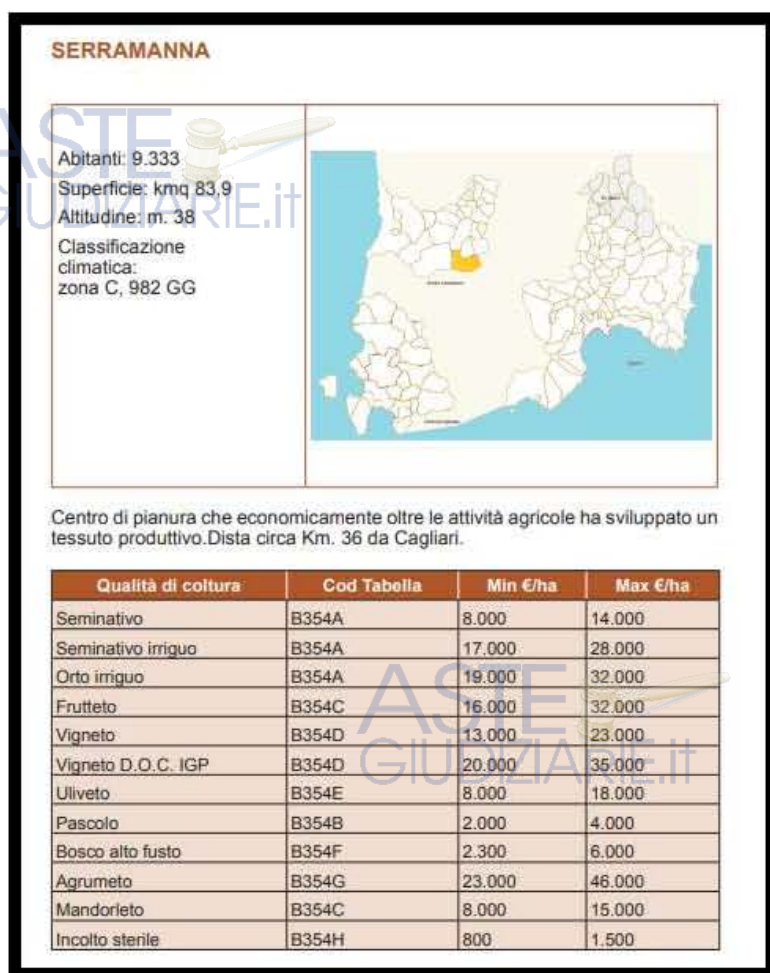 SERRAMANNA
ASTE
GIUDIZIARIE.it
Abitanti: 9.333
Superficie: kmq 83,9
Altitudine: m. 38
Classificazione
climatica:
zona C, 982 GG
Centro di pianura che economicamente oltre le attività agricole ha sviluppato un
tessuto produttivo.Dista circa Km. 36 da Cagliari.
Qualità di coltura Cod Tabella Min €/ha Max €/ha
Seminativo B354A 8.000 14.000
Seminativo irriguo B354A 17.000 28.000
Orto irriguo B354A 19.000 32.000
Frutteto B354C 16.000 32.000
Vigneto B354D 13.000 23.000
Vigneto D.O.C. IGP B354D 20.000 35.000
Uliveto B354E 8.000 18.000
Pascolo B354B 2.000 4.000
Bosco alto fusto B354F 2.300 6.000
Agrumeto B354G 23.000 46.000
Mandorleto B354C 8.000 15.000
Incolto sterile B354H 800 1.500
ASTE
GIUDIZIARIE.it